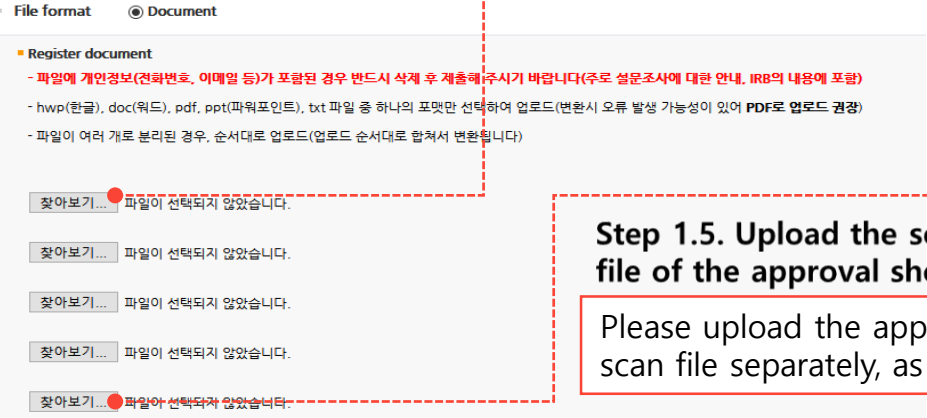 File format Document
Register document
- 파일에 개인정보(전화번호, 이메일 등)가 포함된 경우 반드시 삭제 후 제출해 주시기 바랍니다(주로 설문조사에 대한 안내, IRB의 내용에 포함)
- hwp(한글), doc(워드), pdf, ppt(파워포인트), txt 파일 중 하나의 포맷만 선택하여 업로드(변환시 오류 발생 가능성이 있어 PDF로 업로드 권장)
- 파일이 여러 개로 분리된 경우, 순서대로 업로드(업로드 순서대로 합쳐서 변환됩니다)
찾아보기... 파일이 선택되지 않았습니다.
찾아보기... 파일이 선택되지 않았습니다.
Step 1.5. Upload the
file of the approval
찾아보기... 파일이 선택되지 않았습니다.
Please upload the
scan file separately, as
찾아보기... 파일이 선택되지 않았습니다.
찾아보기... 파일이 선택되지 않았습니다.